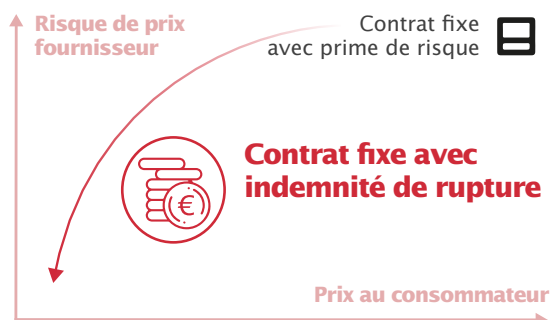 Risque de prix
fournisseur
Contrat fixe
avec prime de risque
Contrat fixe avec
indemnité de rupture
€
Prix au consommateur